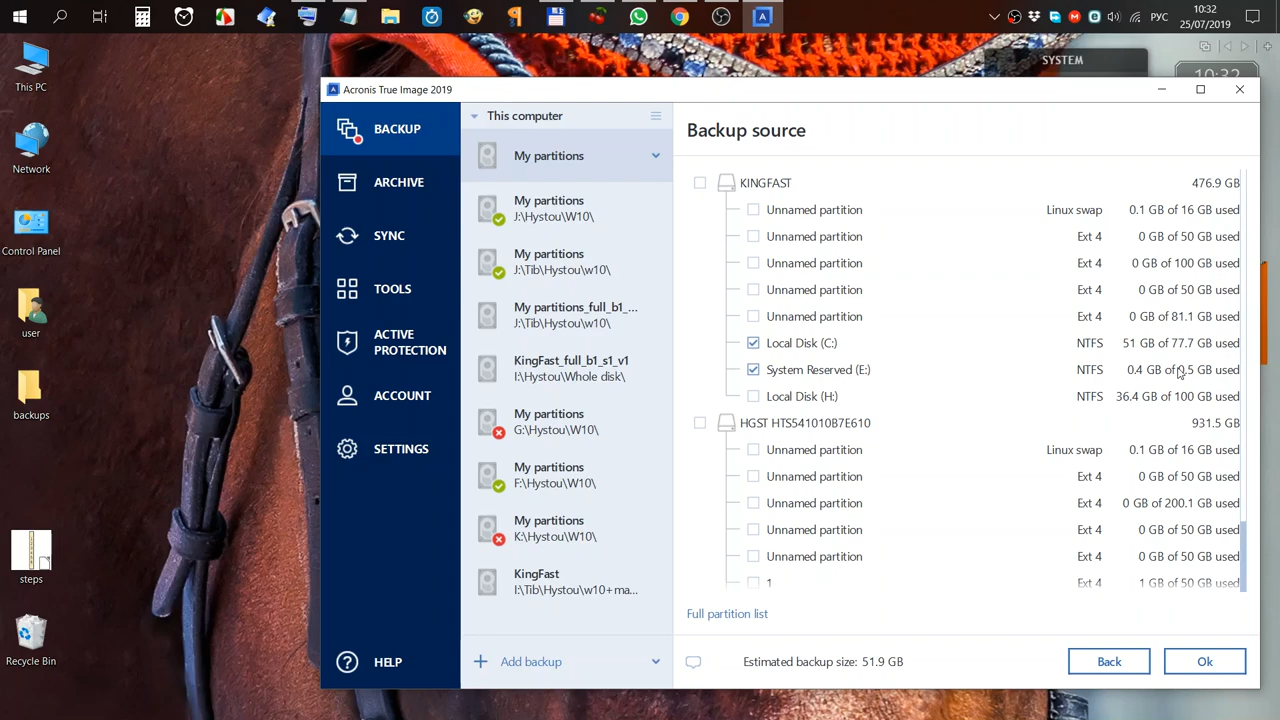 РУС
10:32
25/07/2019
This PC
Network
Control Panel
user
backups
steps
Recycle Bin
SYSTEM
10:32
Acronis True Image 2019
BACKUP
ARCHIVE
SYNC
TOOLS
ACTIVE
PROTECTION
ACCOUNT
SETTINGS
HELP
This computer
My partitions
My partitions
J:\Hystou\W10\
My partitions
J:\Tib\Hystou\w10\
My partitions_full_b1_...
J:\Tib\Hystou\w10\
KingFast_full_b1_s1_v1
I:\Hystou\Whole disk\
My partitions
G:\Hystou\W10\
My partitions
F:\Hystou\W10\
My partitions
K:\Hystou\W10\
KingFast
I:\Tib\Hystou\w10+ma...
Add backup
Backup source
KINGFAST 476.9 GB
Unnamed partition Linux swap 0.1 GB of 16 GB used
Unnamed partition Ext 4 0 GB of 50 GB used
Unnamed partition Ext 4 0 GB of 100 GB used
Unnamed partition Ext 4 0 GB of 50 GB used
Unnamed partition Ext 4 0 GB of 81.1 GB used
Local Disk (C:) NTFS 51 GB of 77.7 GB used
System Reserved (E:) NTFS 0.4 GB of GB used
Local Disk (H:) NTFS 36.4 GB of 100 GB used
HGST HTS541010B7E610 931.5 GB
Unnamed partition Linux swap 0.1 GB of 16 GB used
Unnamed partition Ext 4 0 GB of 50 GB used
Unnamed partition Ext 4 0 GB of 200.1 GB used
Unnamed partition Ext 4 0 GB of 50 GB used
Unnamed partition Ext 4 0 GB of 50 GB used
1 Ext 4 1 GB of 50 GB used
Full partition list
Estimated backup size: 51.9 GB
Back
Ok